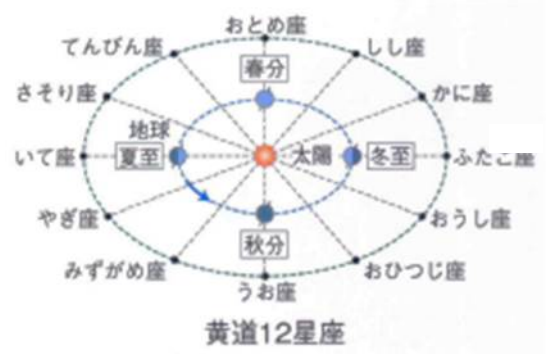 おとめ座
てんびん座
しし座
春分
さそり座
かに座
地球
いて座
夏至
太陽
冬至
ふたご座
やぎ座
おうし座
秋分
みずがめ座
おひつじ座
うお座
黄道12星座